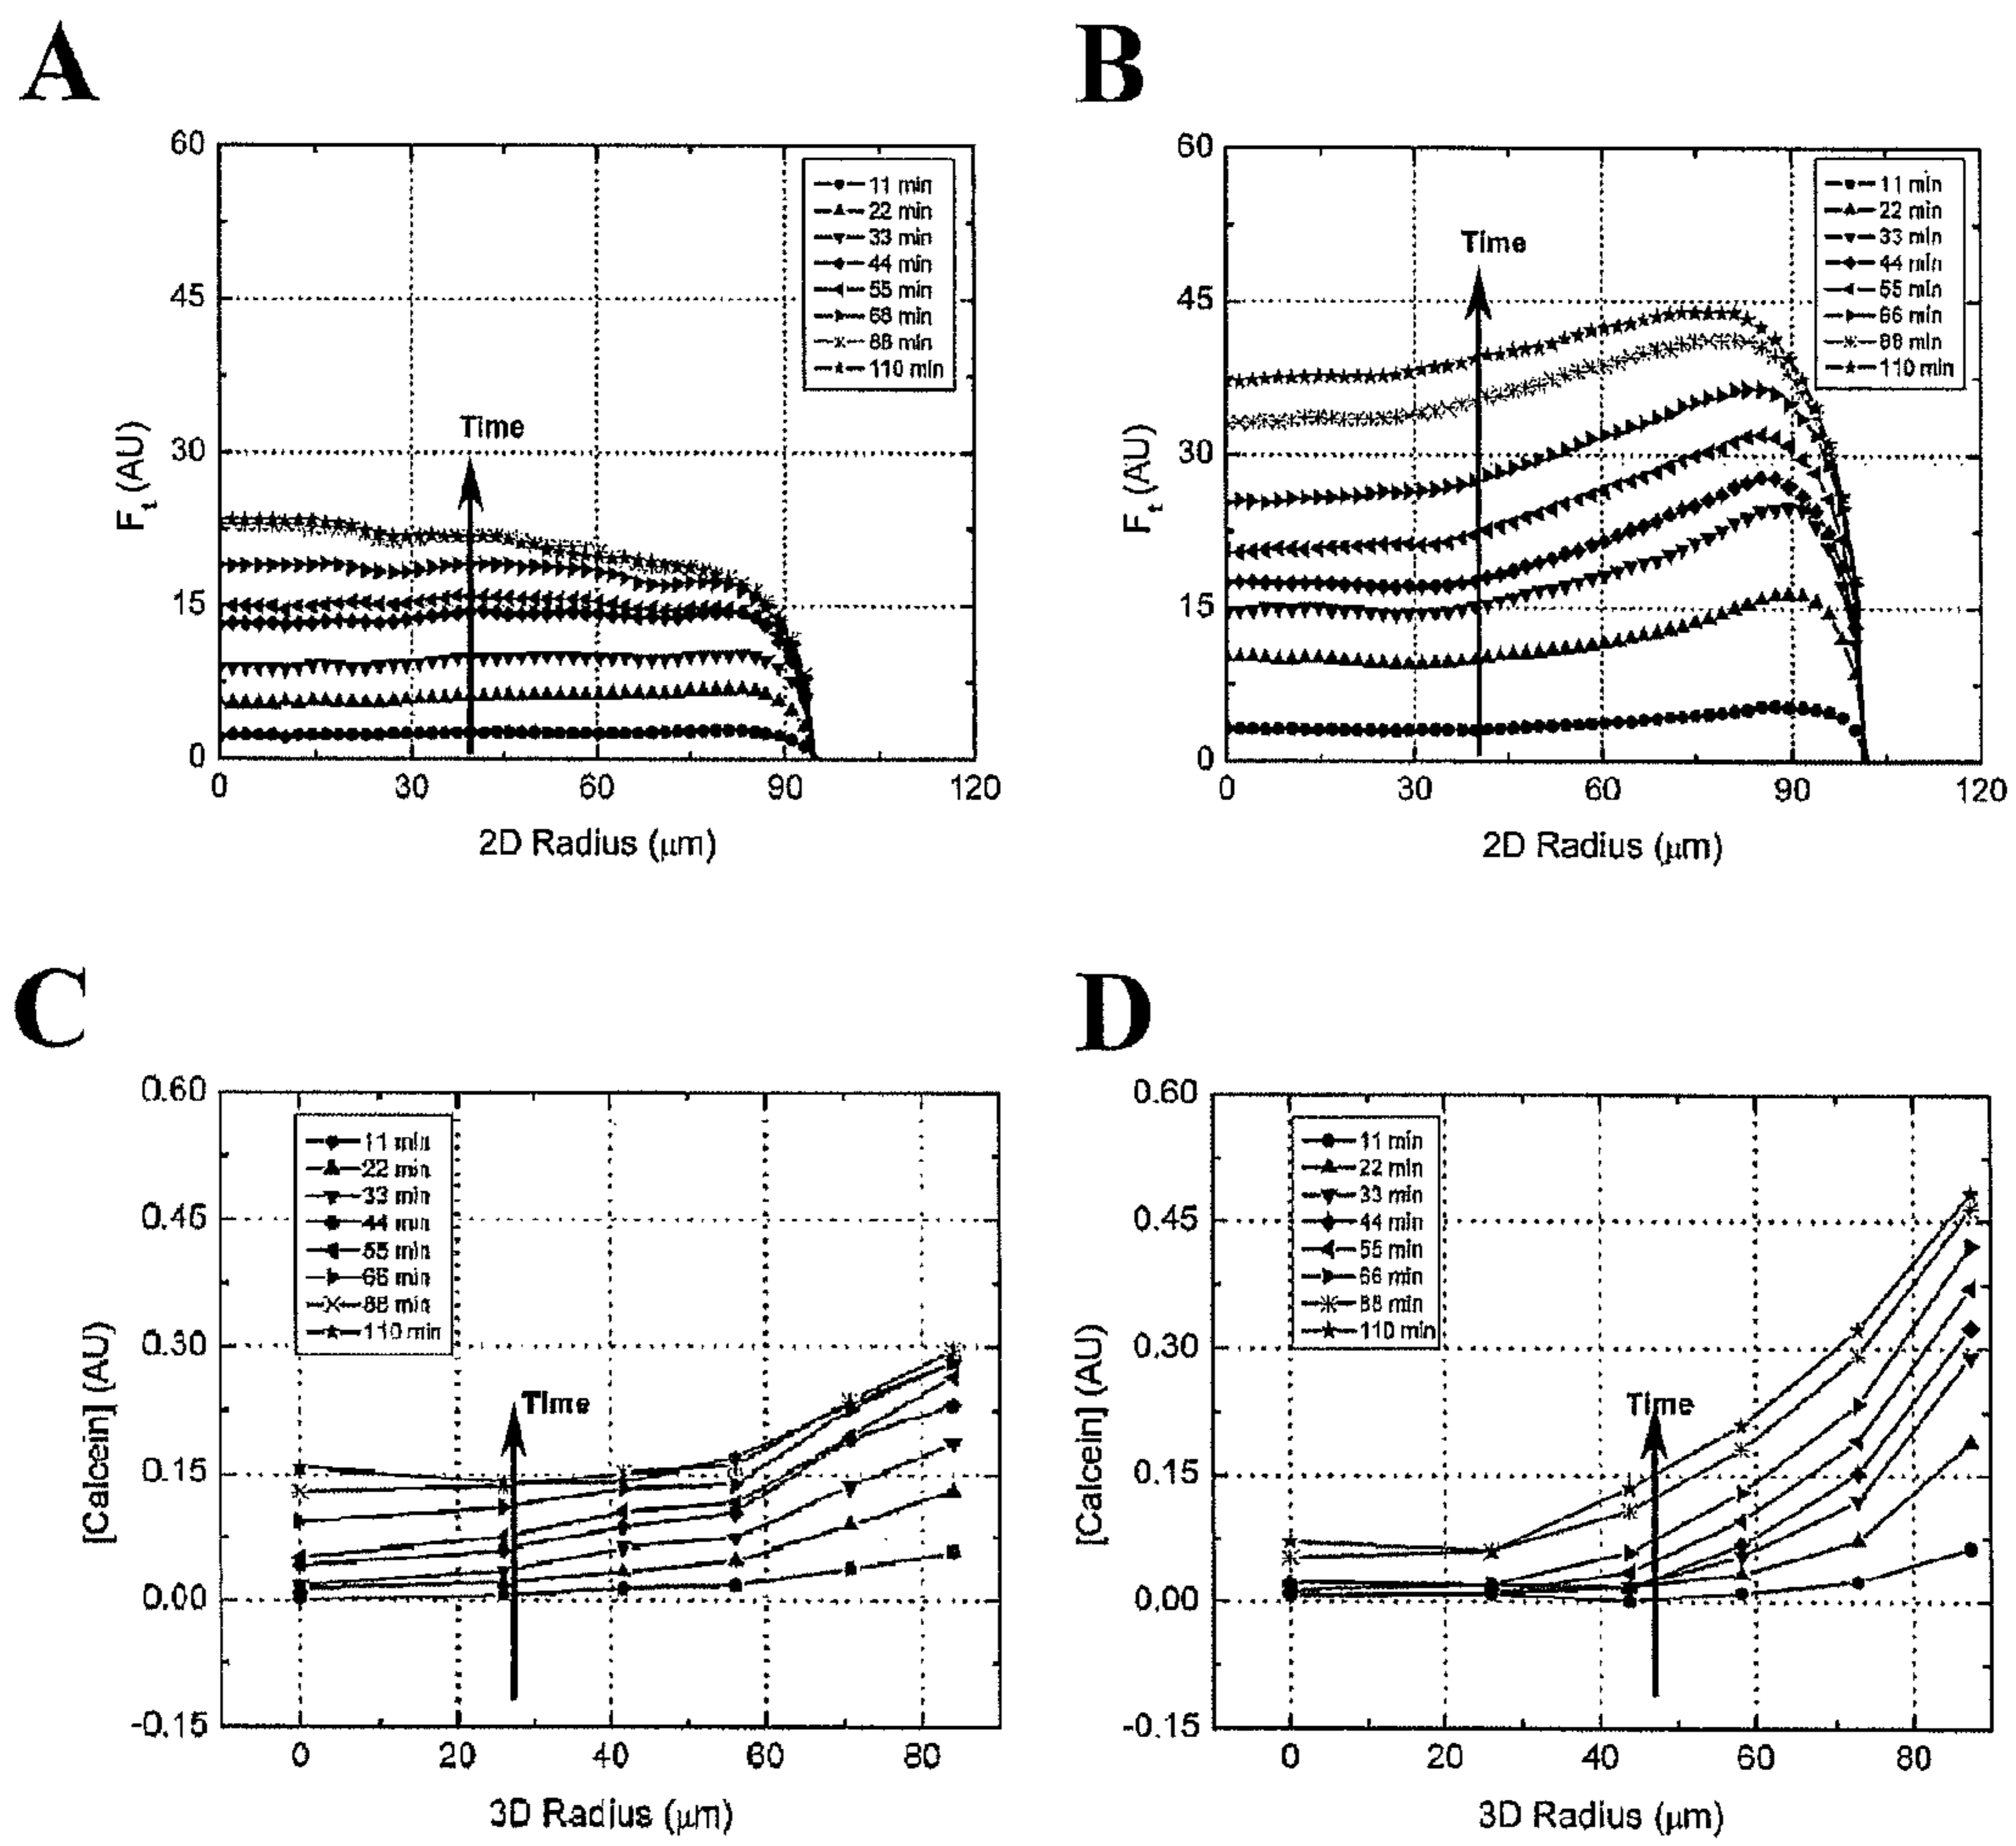 A
60
45
30
15
0
F_t (AU)
11 min
22 min
33 min
44 min
55 min
68 min
88 min
110 min
Time
0 30 60 90 120
2D Radius (μm)
B
60
45
30
15
0
F_t (AU)
11 min
22 min
33 min
44 min
55 min
66 min
88 min
110 min
Time
0 30 60 90 120
2D Radius (μm)
C
0.60
0.45
0.30
0.15
0.00
-0.15
[Calcein] (AU)
11 min
22 min
33 min
44 min
55 min
66 min
88 min
110 min
Time
0 20 40 60 80
3D Radius (μm)
D
0.60
0.45
0.30
0.15
0.00
-0.15
[Calcein] (AU)
11 min
22 min
33 min
44 min
55 min
66 min
88 min
110 min
Time
0 20 40 60 80
3D Radius (μm)